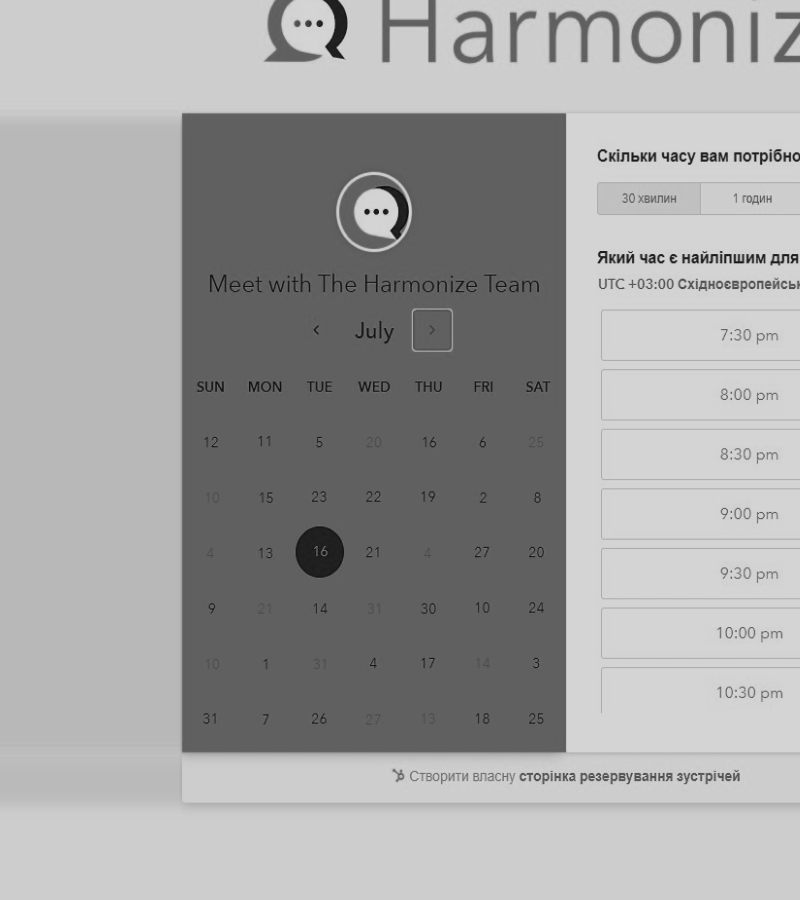 Harmoniz
Meet with The Harmonize Team
July
SUN MON TUE WED THU FRI SAT
12 11 5 20 16 6 25
10 15 23 22 19 2 8
4 13 16 21 4 27 20
9 21 14 31 30 10 24
10 1 31 4 17 14 3
31 7 26 27 13 18 25
Скільки часу вам потрібно
30 хвилин 1 годин
Який час є найліпшим для
UTC +03:00 Східноєвропейськ
7:30 pm
8:00 pm
8:30 pm
9:00 pm
9:30 pm
10:00 pm
10:30 pm
Створити власну сторінка резервування зустрічей